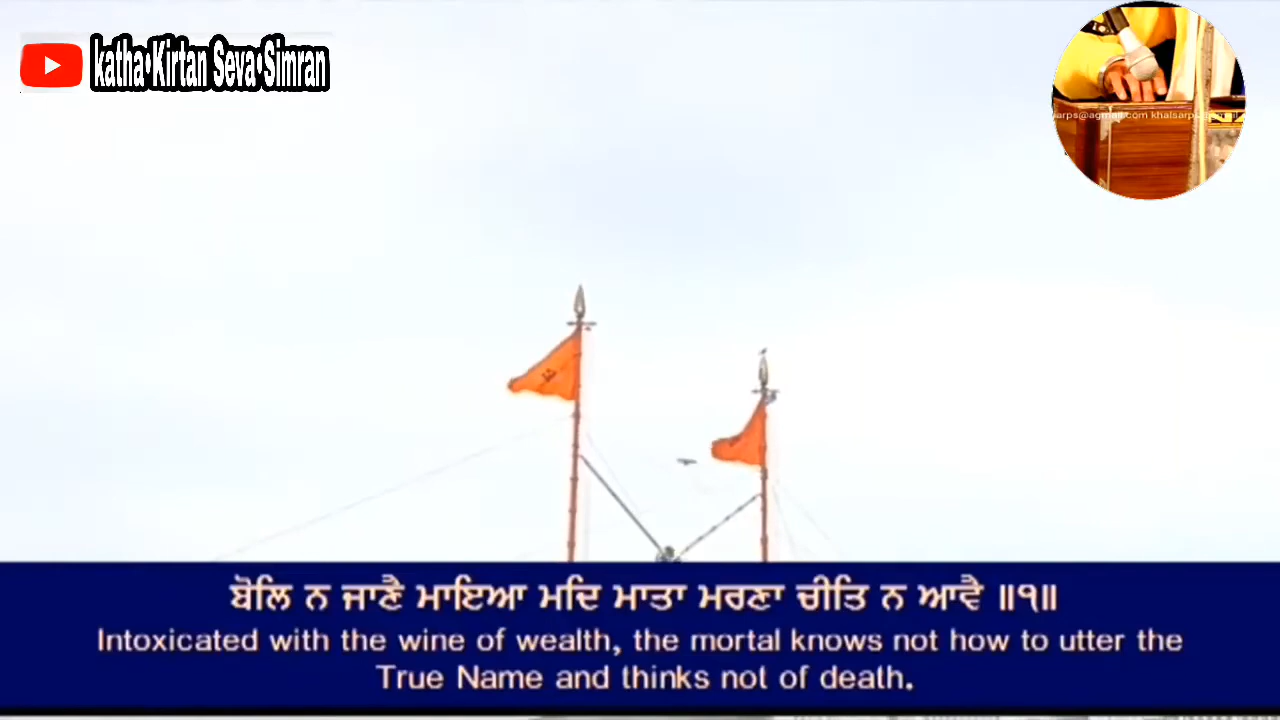 katha•Kirtan Seva•Simran
ਬੋਲਿ ਨ ਜਾਣੈ ਮਾਇਆ ਮਦਿ ਮਾਤਾ ਮਰਣਾ ਚੀਤਿ ਨ ਆਵੈ ॥੧॥
Intoxicated with the wine of wealth, the mortal knows not how to utter the
True Name and thinks not of death.